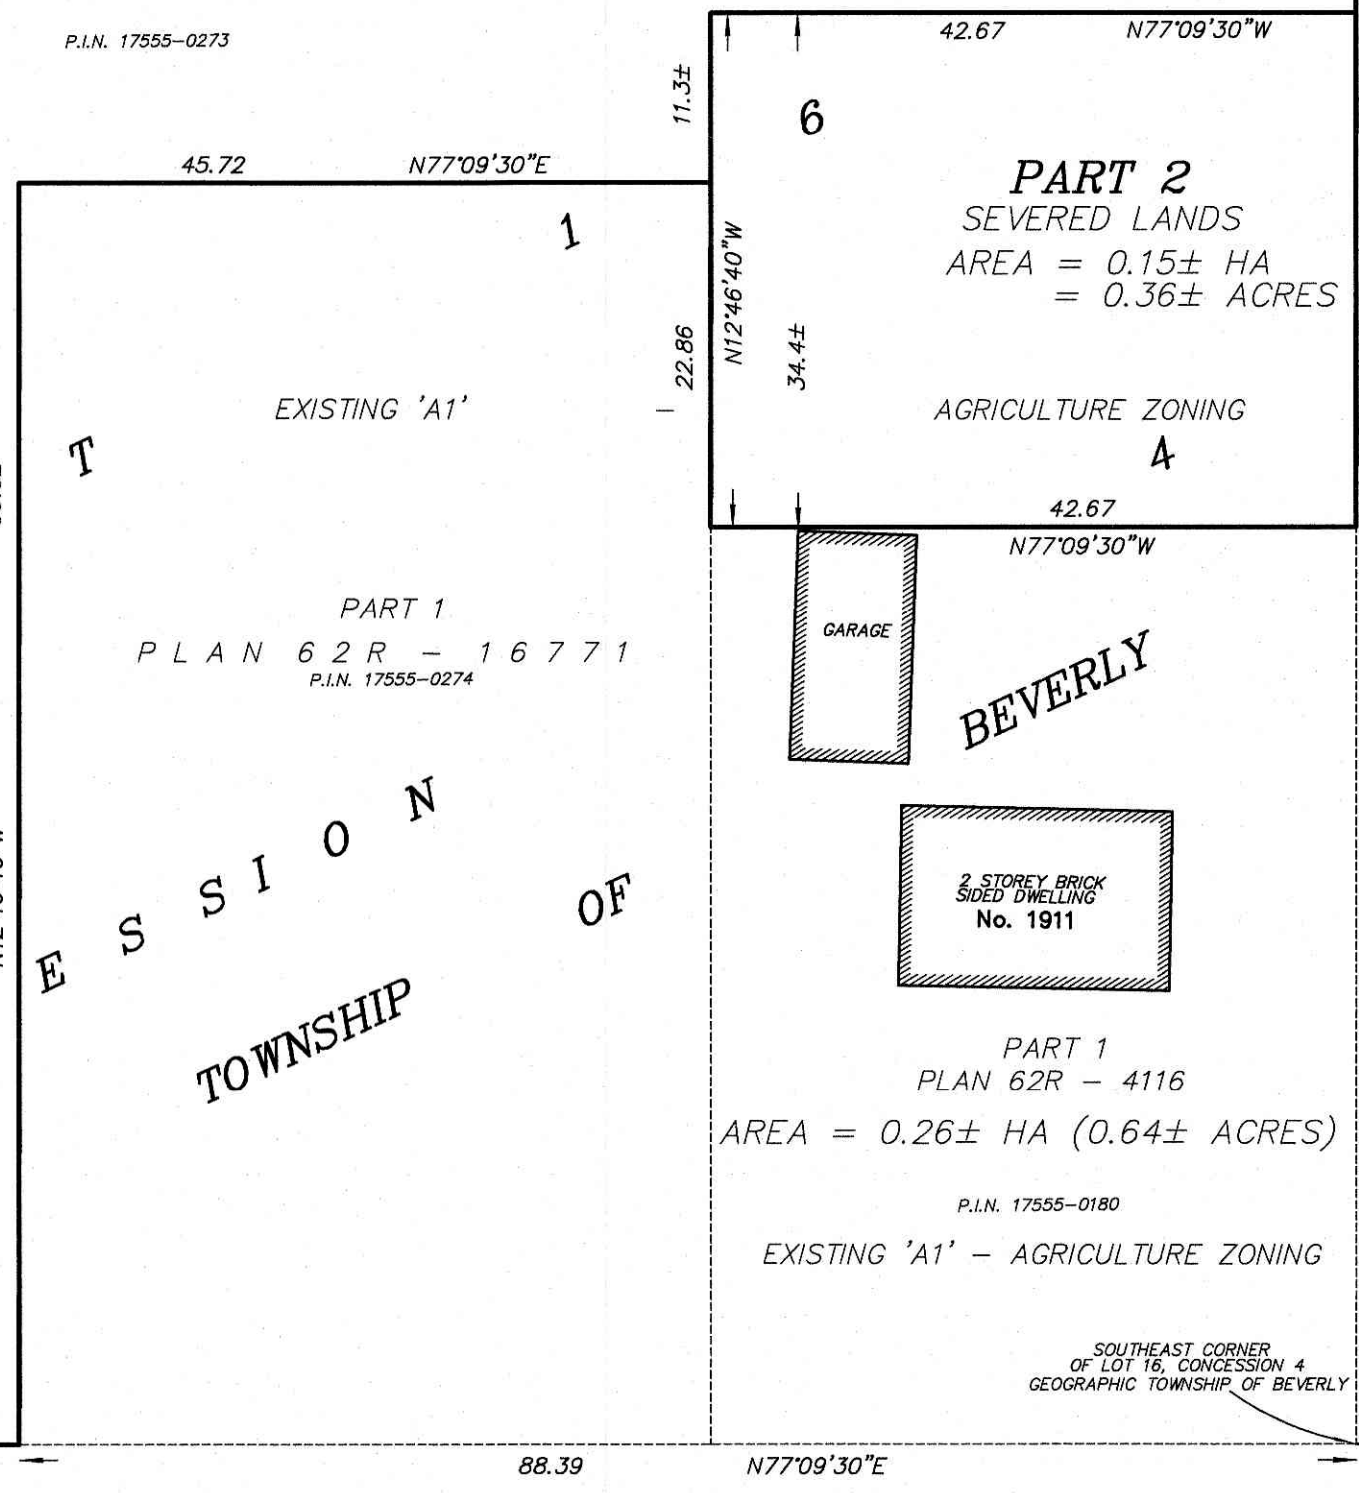 P.I.N. 17555-0273
42.67 N77°09'30"W
11.3±
6
45.72 N77°09'30"E
PART 2
SEVERED LANDS
AREA = 0.15± HA
= 0.36± ACRES
1
N12°46'40"W
34.4±
22.86
EXISTING 'A1'
AGRICULTURE ZONING
T
4
42.67
N77°09'30"W
PART 1
PLAN 62R - 16771
P.I.N. 17555-0274
GARAGE
BEVERLY
E S S I O N
OF
TOWNSHIP
2 STOREY BRICK
SIDED DWELLING
No. 1911
PART 1
PLAN 62R - 4116
AREA = 0.26± HA (0.64± ACRES)
P.I.N. 17555-0180
EXISTING 'A1' - AGRICULTURE ZONING
SOUTHEAST CORNER
OF LOT 16, CONCESSION 4
GEOGRAPHIC TOWNSHIP OF BEVERLY
88.39 N77°09'30"E